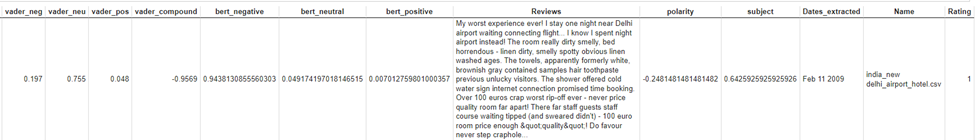 vader_neg vader_neu vader_pos vader_compound bert_negative bert_neutral bert_positive Reviews polarity subject Dates_extracted Name Rating
My worst experience ever! I stay one night near Delhi
airport waiting connecting flight... I know I spent night
airport instead! The room really dirty smelly, bed
horrendous - linen dirty, smelly spotty obvious linen
washed ages. The towels, apparently formerly white,
brownish gray contained samples hair toothpaste
previous unlucky visitors. The shower offered cold
water sign internet connection promised time booking.
Over 100 euros crap worst rip-off ever - never price
quality room far apart! There far staff guests staff
course waiting tipped (and sweared didn't) - 100 euro
room price enough &quot;quality&quot;! Do favour
never step craphole...
0.197 0.755 0.048 -0.9569 0.9438130855560303 0.049174197018146515 0.007012759801000357 -0.2481481481481482 0.6425925925925926 Feb 11 2009 india_new
delhi_airport_hotel.csv 1